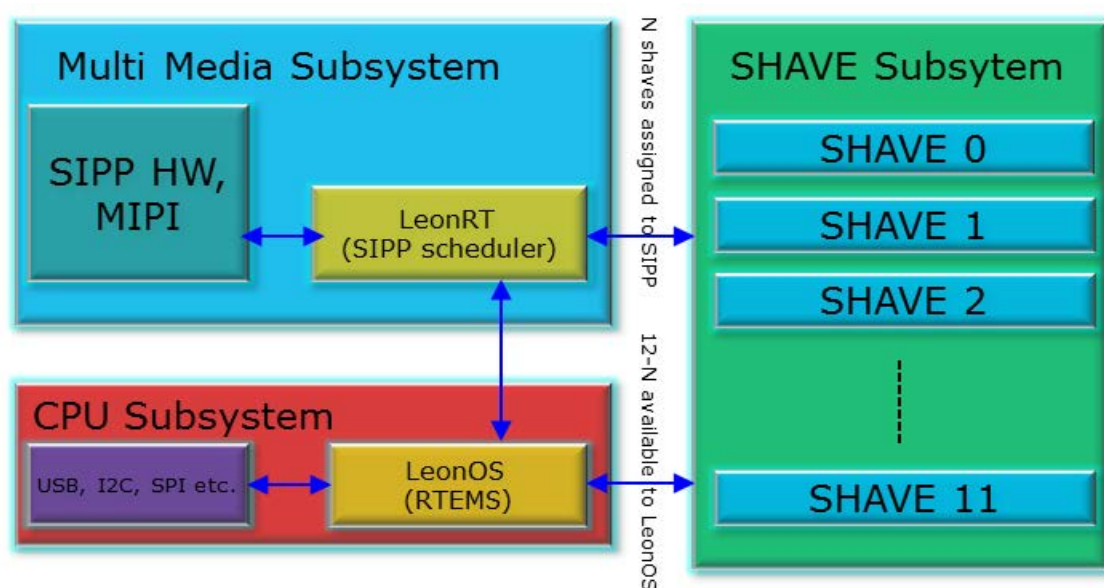 Multi Media Subsystem
SIPP HW,
MIPI
LeonRT
(SIPP scheduler)
N shaves assigned to SIPP
CPU Subsystem
USB, I2C, SPI etc.
LeonOS
(RTEMS)
12-N available to LeonOS
SHAVE Subsytem
SHAVE 0
SHAVE 1
SHAVE 2
SHAVE 11